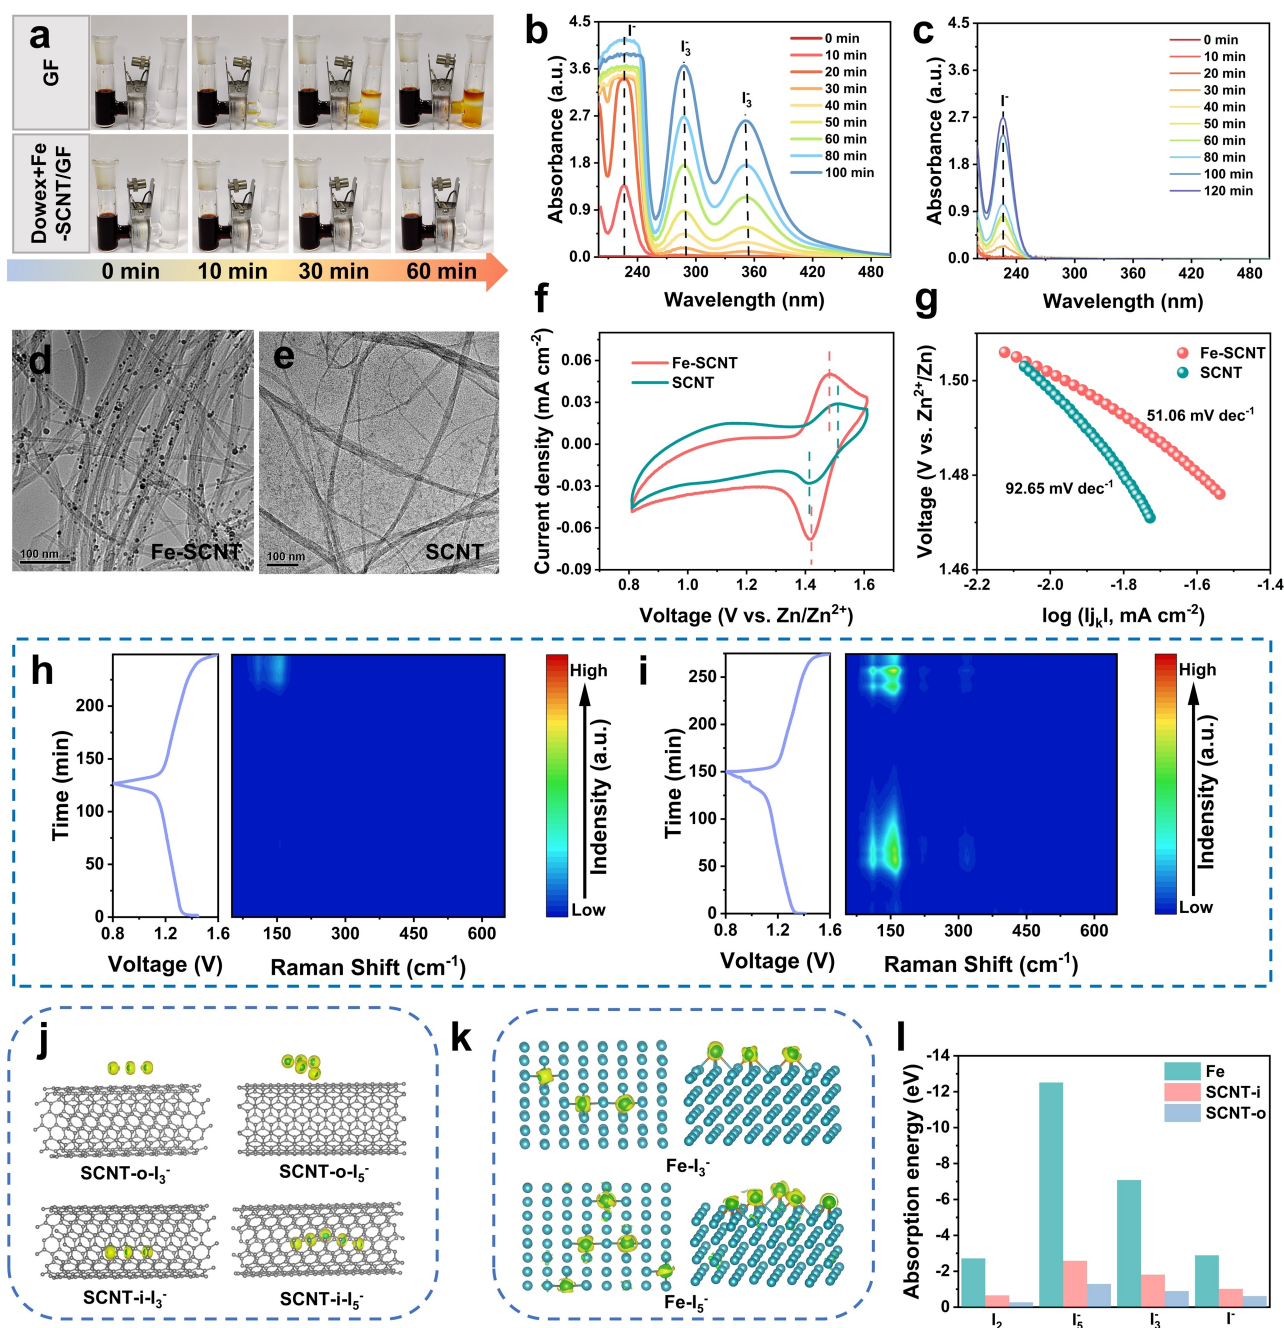 a
GF
Dowex+Fe
-SCNT/GF
0 min 10 min 30 min 60 min
b
Absorbance (a.u.)
4.5
3.6
2.7
1.8
0.9
0.0
I⁻
I₃⁻
I₃⁻
0 min
10 min
20 min
30 min
40 min
50 min
60 min
80 min
100 min
240 300 360 420 480
Wavelength (nm)
c
Absorbance (a.u.)
4.5
3.6
2.7
1.8
0.9
0.0
I⁻
0 min
10 min
20 min
30 min
40 min
50 min
60 min
80 min
100 min
120 min
240 300 360 420 480
Wavelength (nm)
d
100 nm
Fe-SCNT
e
100 nm
SCNT
f
Current density (mA cm⁻²)
0.06
0.03
0.00
-0.03
-0.06
-0.09
Fe-SCNT
SCNT
0.8 1.0 1.2 1.4 1.6
Voltage (V vs. Zn/Zn²⁺)
g
Voltage (V vs. Zn²⁺/Zn)
1.50
1.48
1.46
Fe-SCNT
SCNT
51.06 mV dec⁻¹
92.65 mV dec⁻¹
-2.2 -2.0 -1.8 -1.6 -1.4
log (Ijₖl, mA cm⁻²)
h
Time (min)
200
150
100
50
0
0.8 1.2 1.6
Voltage (V)
150 300 450 600
Raman Shift (cm⁻¹)
High
Indensity (a.u.)
Low
i
Time (min)
250
200
150
100
50
0
0.8 1.2 1.6
Voltage (V)
150 300 450 600
Raman Shift (cm⁻¹)
High
Indensity (a.u.)
Low
j
SCNT-o-I₃⁻
SCNT-o-I₅⁻
SCNT-i-I₃⁻
SCNT-i-I₅⁻
k
Fe-I₃⁻
Fe-I₅⁻
l
Absorption energy (eV)
-14
-12
-10
-8
-6
-4
-2
0
Fe
SCNT-i
SCNT-o
I₂ I₅⁻ I₃⁻ I⁻